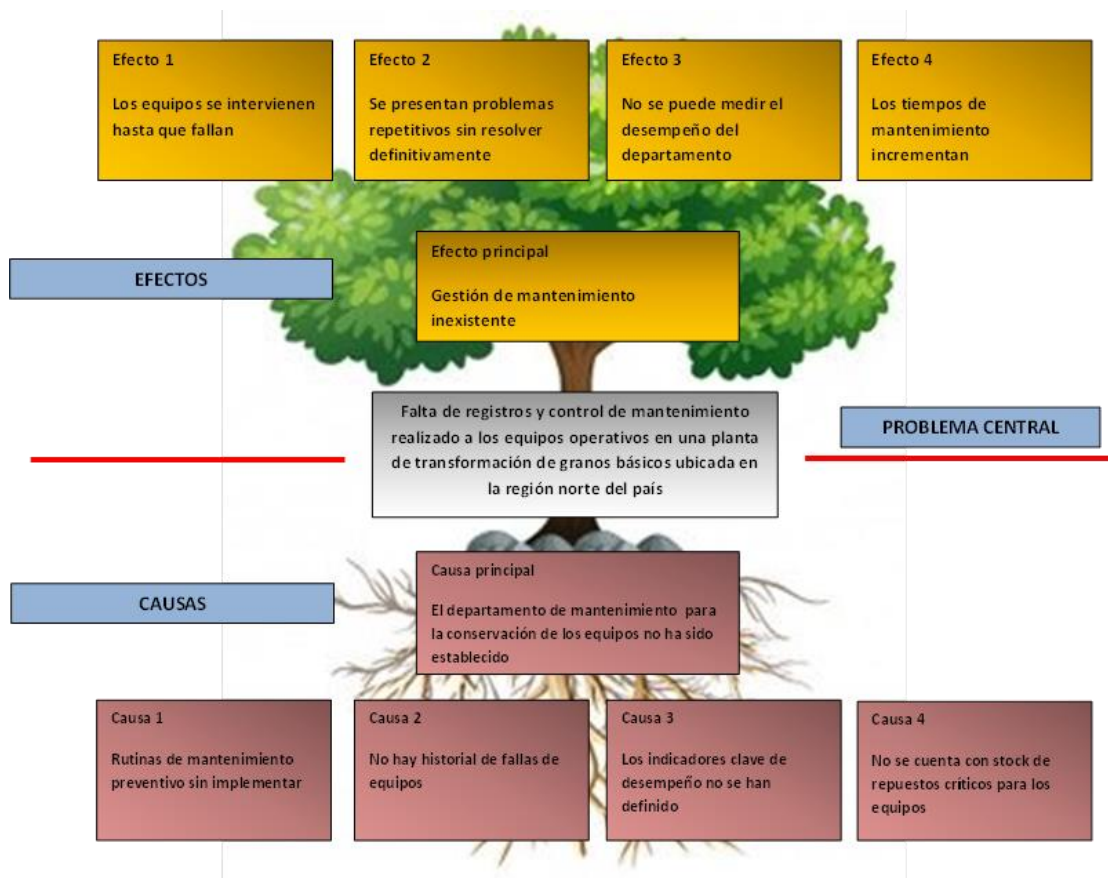 Efecto 1
Los equipos se intervienen
hasta que fallan
Efecto 2
Se presentan problemas
repetitivos sin resolver
definitivamente
Efecto 3
No se puede medir el
desempeño del
departamento
Efecto 4
Los tiempos de
mantenimiento
incrementan
EFECTOS
Efecto principal
Gestión de mantenimiento
inexistente
Falta de registros y control de mantenimiento
realizado a los equipos operativos en una planta
de transformación de granos básicos ubicada en
la región norte del país
PROBLEMA CENTRAL
CAUSAS
Causa principal
El departamento de mantenimiento para
la conservación de los equipos no ha sido
establecido
Causa 1
Rutinas de mantenimiento
preventivo sin implementar
Causa 2
No hay historial de fallas de
equipos
Causa 3
Los indicadores clave de
desempeño no se han
definido
Causa 4
No se cuenta con stock de
repuestos críticos para los
equipos